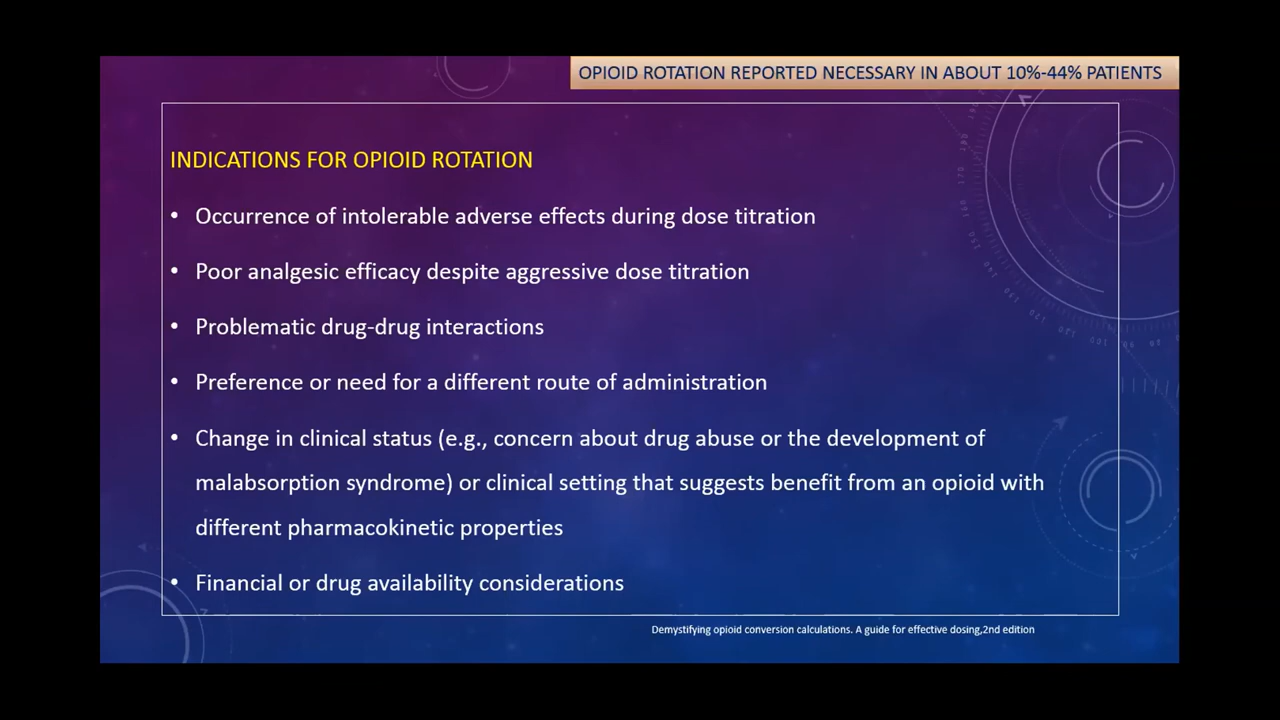 OPIOID ROTATION REPORTED NECESSARY IN ABOUT 10%-44% PATIENTS
INDICATIONS FOR OPIOID ROTATION
• Occurrence of intolerable adverse effects during dose titration
• Poor analgesic efficacy despite aggressive dose titration
• Problematic drug-drug interactions
• Preference or need for a different route of administration
• Change in clinical status (e.g., concern about drug abuse or the development of
malabsorption syndrome) or clinical setting that suggests benefit from an opioid with
different pharmacokinetic properties
• Financial or drug availability considerations
Demystifying opioid conversion calculations. A guide for effective dosing,2nd edition